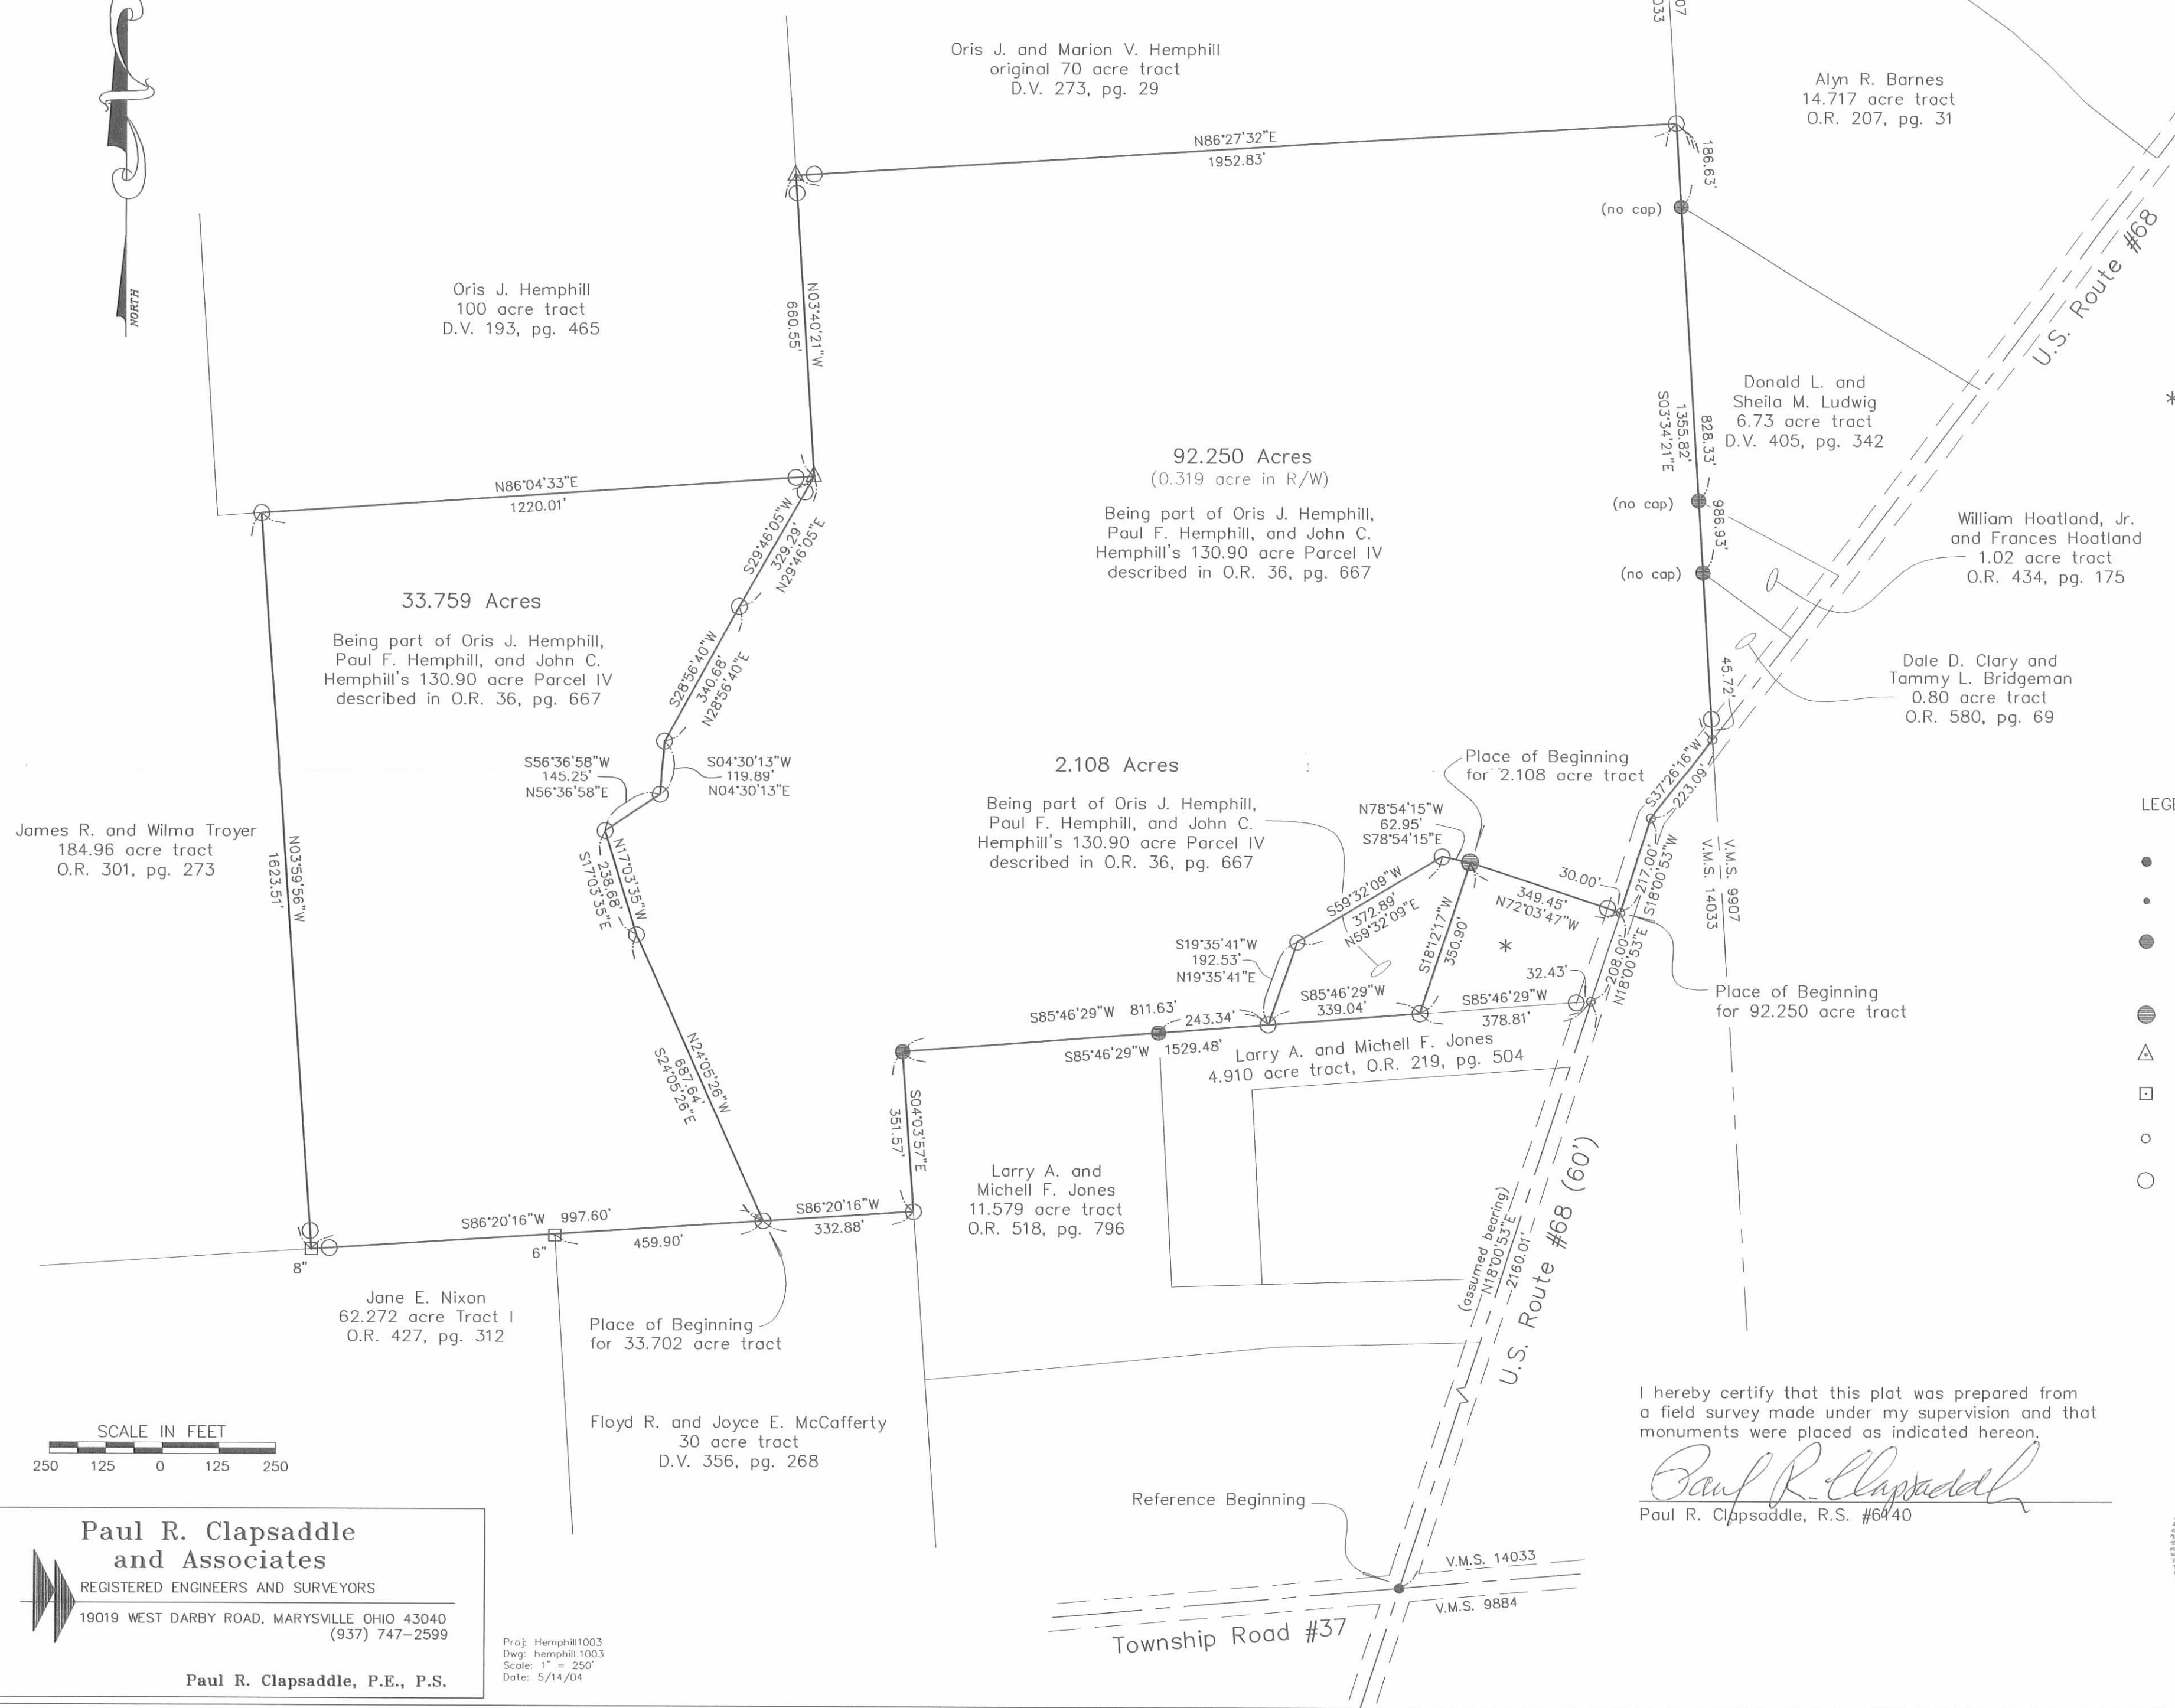 033
07
NORTH
Oris J. and Marion V. Hemphill
original 70 acre tract
D.V. 273, pg. 29
Alyn R. Barnes
14.717 acre tract
O.R. 207, pg. 31
N86°27'32"E
1952.83'
186.63'
(no cap)
U.S. Route #68
Oris J. Hemphill
100 acre tract
D.V. 193, pg. 465
N03°40'21"W
660.55'
Donald L. and
Sheila M. Ludwig
6.73 acre tract
D.V. 405, pg. 342
*
828.33'
1355.82'
S03°34'21"E
92.250 Acres
(0.319 acre in R/W)
Being part of Oris J. Hemphill,
Paul F. Hemphill, and John C.
Hemphill's 130.90 acre Parcel IV
described in O.R. 36, pg. 667
N86°04'33"E
1220.01'
(no cap)
986.93'
William Hoatland, Jr.
and Frances Hoatland
1.02 acre tract
O.R. 434, pg. 175
(no cap)
S29°46'05"W
329.29'
N29°46'05"E
33.759 Acres
Being part of Oris J. Hemphill,
Paul F. Hemphill, and John C.
Hemphill's 130.90 acre Parcel IV
described in O.R. 36, pg. 667
S28°56'40"W
340.68'
N28°56'40"E
45.72'
Dale D. Clary and
Tammy L. Bridgeman
0.80 acre tract
O.R. 580, pg. 69
S56°36'58"W
145.25'
N56°36'58"E
S04°30'13"W
119.89'
N04°30'13"E
2.108 Acres
Being part of Oris J. Hemphill,
Paul F. Hemphill, and John C.
Hemphill's 130.90 acre Parcel IV
described in O.R. 36, pg. 667
Place of Beginning
for 2.108 acre tract
S37°26'16"W
223.09'
LEGE
N78°54'15"W
62.95'
S78°54'15"E
James R. and Wilma Troyer
184.96 acre tract
O.R. 301, pg. 273
N03°59'56"W
1623.51'
N17°03'35"W
238.68'
S17°03'35"E
V.M.S. 9907
V.M.S. 14033
30.00'
349.45'
N72°03'47"W
217.00'
S18°00'53"W
S59°32'09"W
372.89'
N59°32'09"E
S18°12'17"W
350.90'
*
S19°35'41"W
192.53'
N19°35'41"E
32.43'
208.00'
N18°00'53"E
Place of Beginning
for 92.250 acre tract
S85°46'29"W 811.63'
243.34'
S85°46'29"W
339.04'
S85°46'29"W
378.81'
S85°46'29"W 1529.48'
Larry A. and Michell F. Jones
4.910 acre tract, O.R. 219, pg. 504
N24°05'26"W
687.64'
S24°05'26"E
S04°03'57"E
351.57'
Larry A. and
Michell F. Jones
11.579 acre tract
O.R. 518, pg. 796
S86°20'16"W 997.60'
459.90'
S86°20'16"W
332.88'
6"
8"
(assumed bearing)
N18°00'53"E
2160.01'
U.S. Route #68 (60')
Jane E. Nixon
62.272 acre Tract I
O.R. 427, pg. 312
Place of Beginning
for 33.702 acre tract
Floyd R. and Joyce E. McCafferty
30 acre tract
D.V. 356, pg. 268
SCALE IN FEET
250 125 0 125 250
I hereby certify that this plat was prepared from
a field survey made under my supervision and that
monuments were placed as indicated hereon.
Paul R. Clapsaddle
Paul R. Clapsaddle, R.S. #6140
Reference Beginning
V.M.S. 14033
V.M.S. 9884
Township Road #37
Paul R. Clapsaddle
and Associates
REGISTERED ENGINEERS AND SURVEYORS
19019 WEST DARBY ROAD, MARYSVILLE OHIO 43040
(937) 747-2599
Paul R. Clapsaddle, P.E., P.S.
Proj: Hemphill1003
Dwg: hemphill.1003
Scale: 1" = 250'
Date: 5/14/04